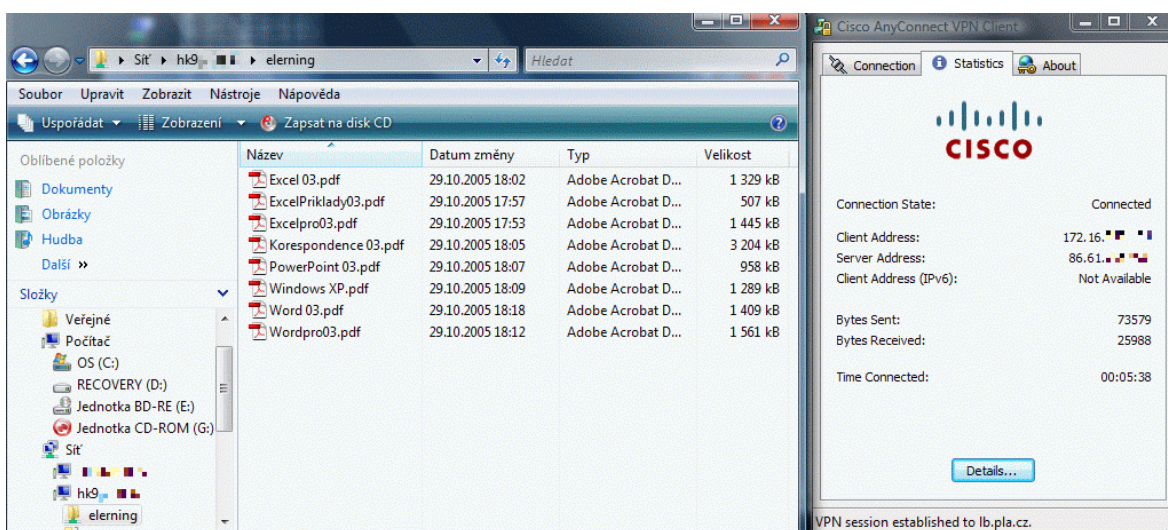 Síť hk9 elerning Hledat
Soubor Upravit Zobrazit Nástroje Nápověda
Uspořádat Zobrazení Zapsat na disk CD
Oblíbené položky
Dokumenty
Obrázky
Hudba
Další »
Složky
Veřejné
Počítač
OS (C:)
RECOVERY (D:)
Jednotka BD-RE (E:)
Jednotka CD-ROM (G:)
Síť
hk9
elerning
Název Datum změny Typ Velikost
Excel 03.pdf 29.10.2005 18:02 Adobe Acrobat D... 1 329 kB
ExcelPriklady03.pdf 29.10.2005 17:57 Adobe Acrobat D... 507 kB
Excelpro03.pdf 29.10.2005 17:53 Adobe Acrobat D... 1 445 kB
Korespondence 03.pdf 29.10.2005 18:05 Adobe Acrobat D... 3 204 kB
PowerPoint 03.pdf 29.10.2005 18:07 Adobe Acrobat D... 958 kB
Windows XP.pdf 29.10.2005 18:09 Adobe Acrobat D... 1 289 kB
Word 03.pdf 29.10.2005 18:18 Adobe Acrobat D... 1 409 kB
Wordpro03.pdf 29.10.2005 18:12 Adobe Acrobat D... 1 561 kB
Cisco AnyConnect VPN Client
Connection Statistics About
CISCO
Connection State: Connected
Client Address: 172.16.
Server Address: 86.61.
Client Address (IPv6): Not Available
Bytes Sent: 73579
Bytes Received: 25988
Time Connected: 00:05:38
Details...
VPN session established to lb.pla.cz.